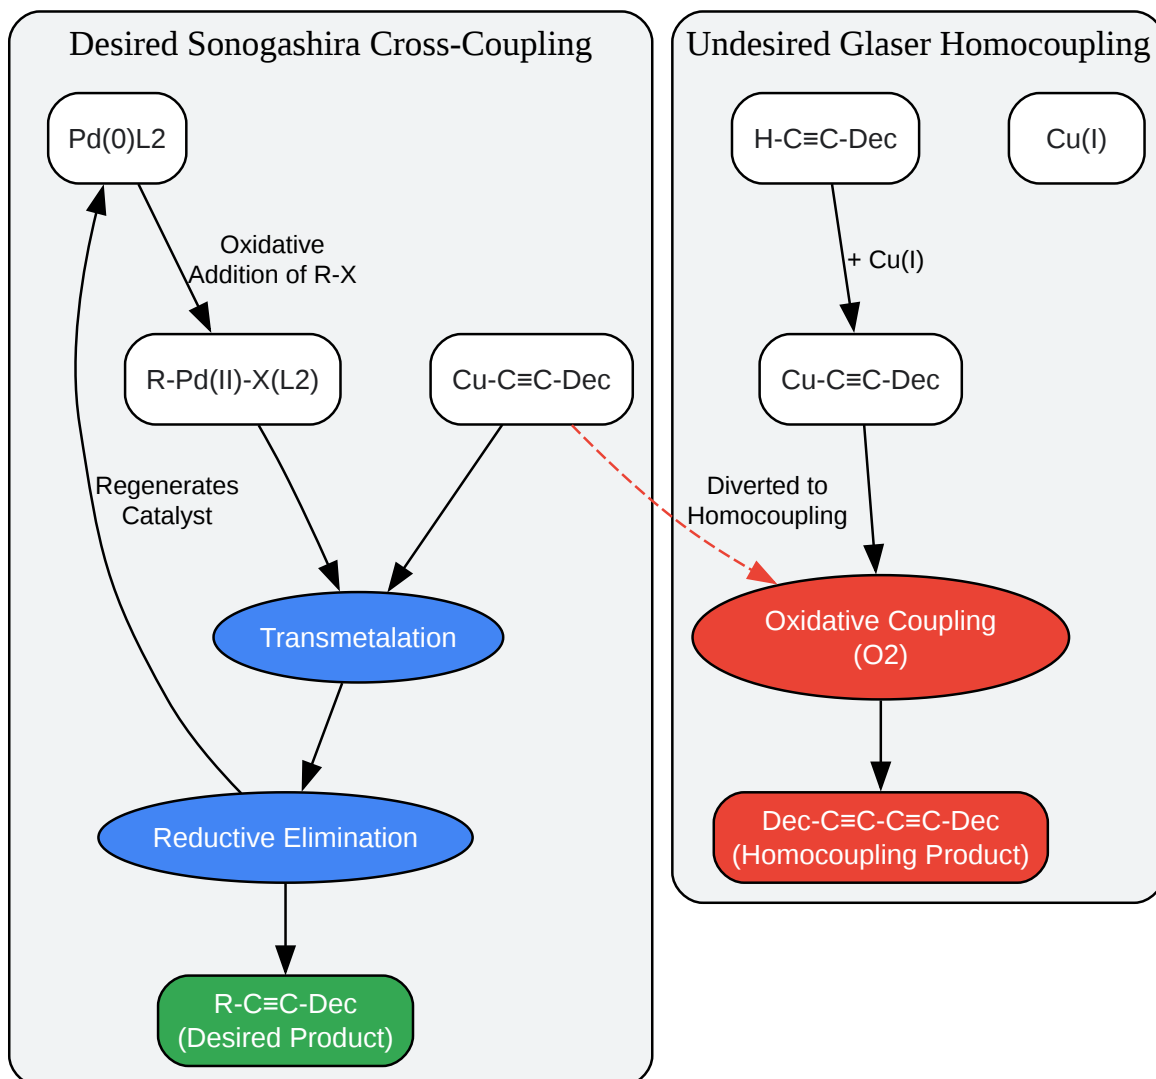 Desired Sonogashira Cross-Coupling
Pd(0)L2
Oxidative
Addition of R-X
R-Pd(II)-X(L2)
Cu-C≡C-Dec
Regenerates
Catalyst
Transmetalation
Reductive Elimination
R-C≡C-Dec
(Desired Product)
Undesired Glaser Homocoupling
H-C≡C-Dec
Cu(I)
+ Cu(I)
Cu-C≡C-Dec
Diverted to
Homocoupling
Oxidative Coupling
(O2)
Dec-C≡C-C≡C-Dec
(Homocoupling Product)